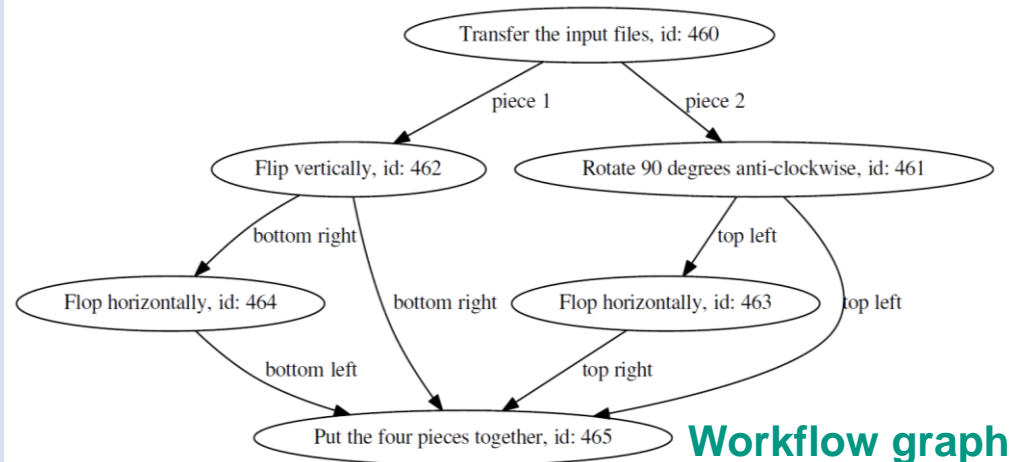 Transfer the input files, id: 460
piece 1
piece 2
Flip vertically, id: 462
Rotate 90 degrees anti-clockwise, id: 461
bottom right
top left
Flop horizontally, id: 464
bottom right
Flop horizontally, id: 463
top left
bottom left
top right
Put the four pieces together, id: 465
Workflow graph